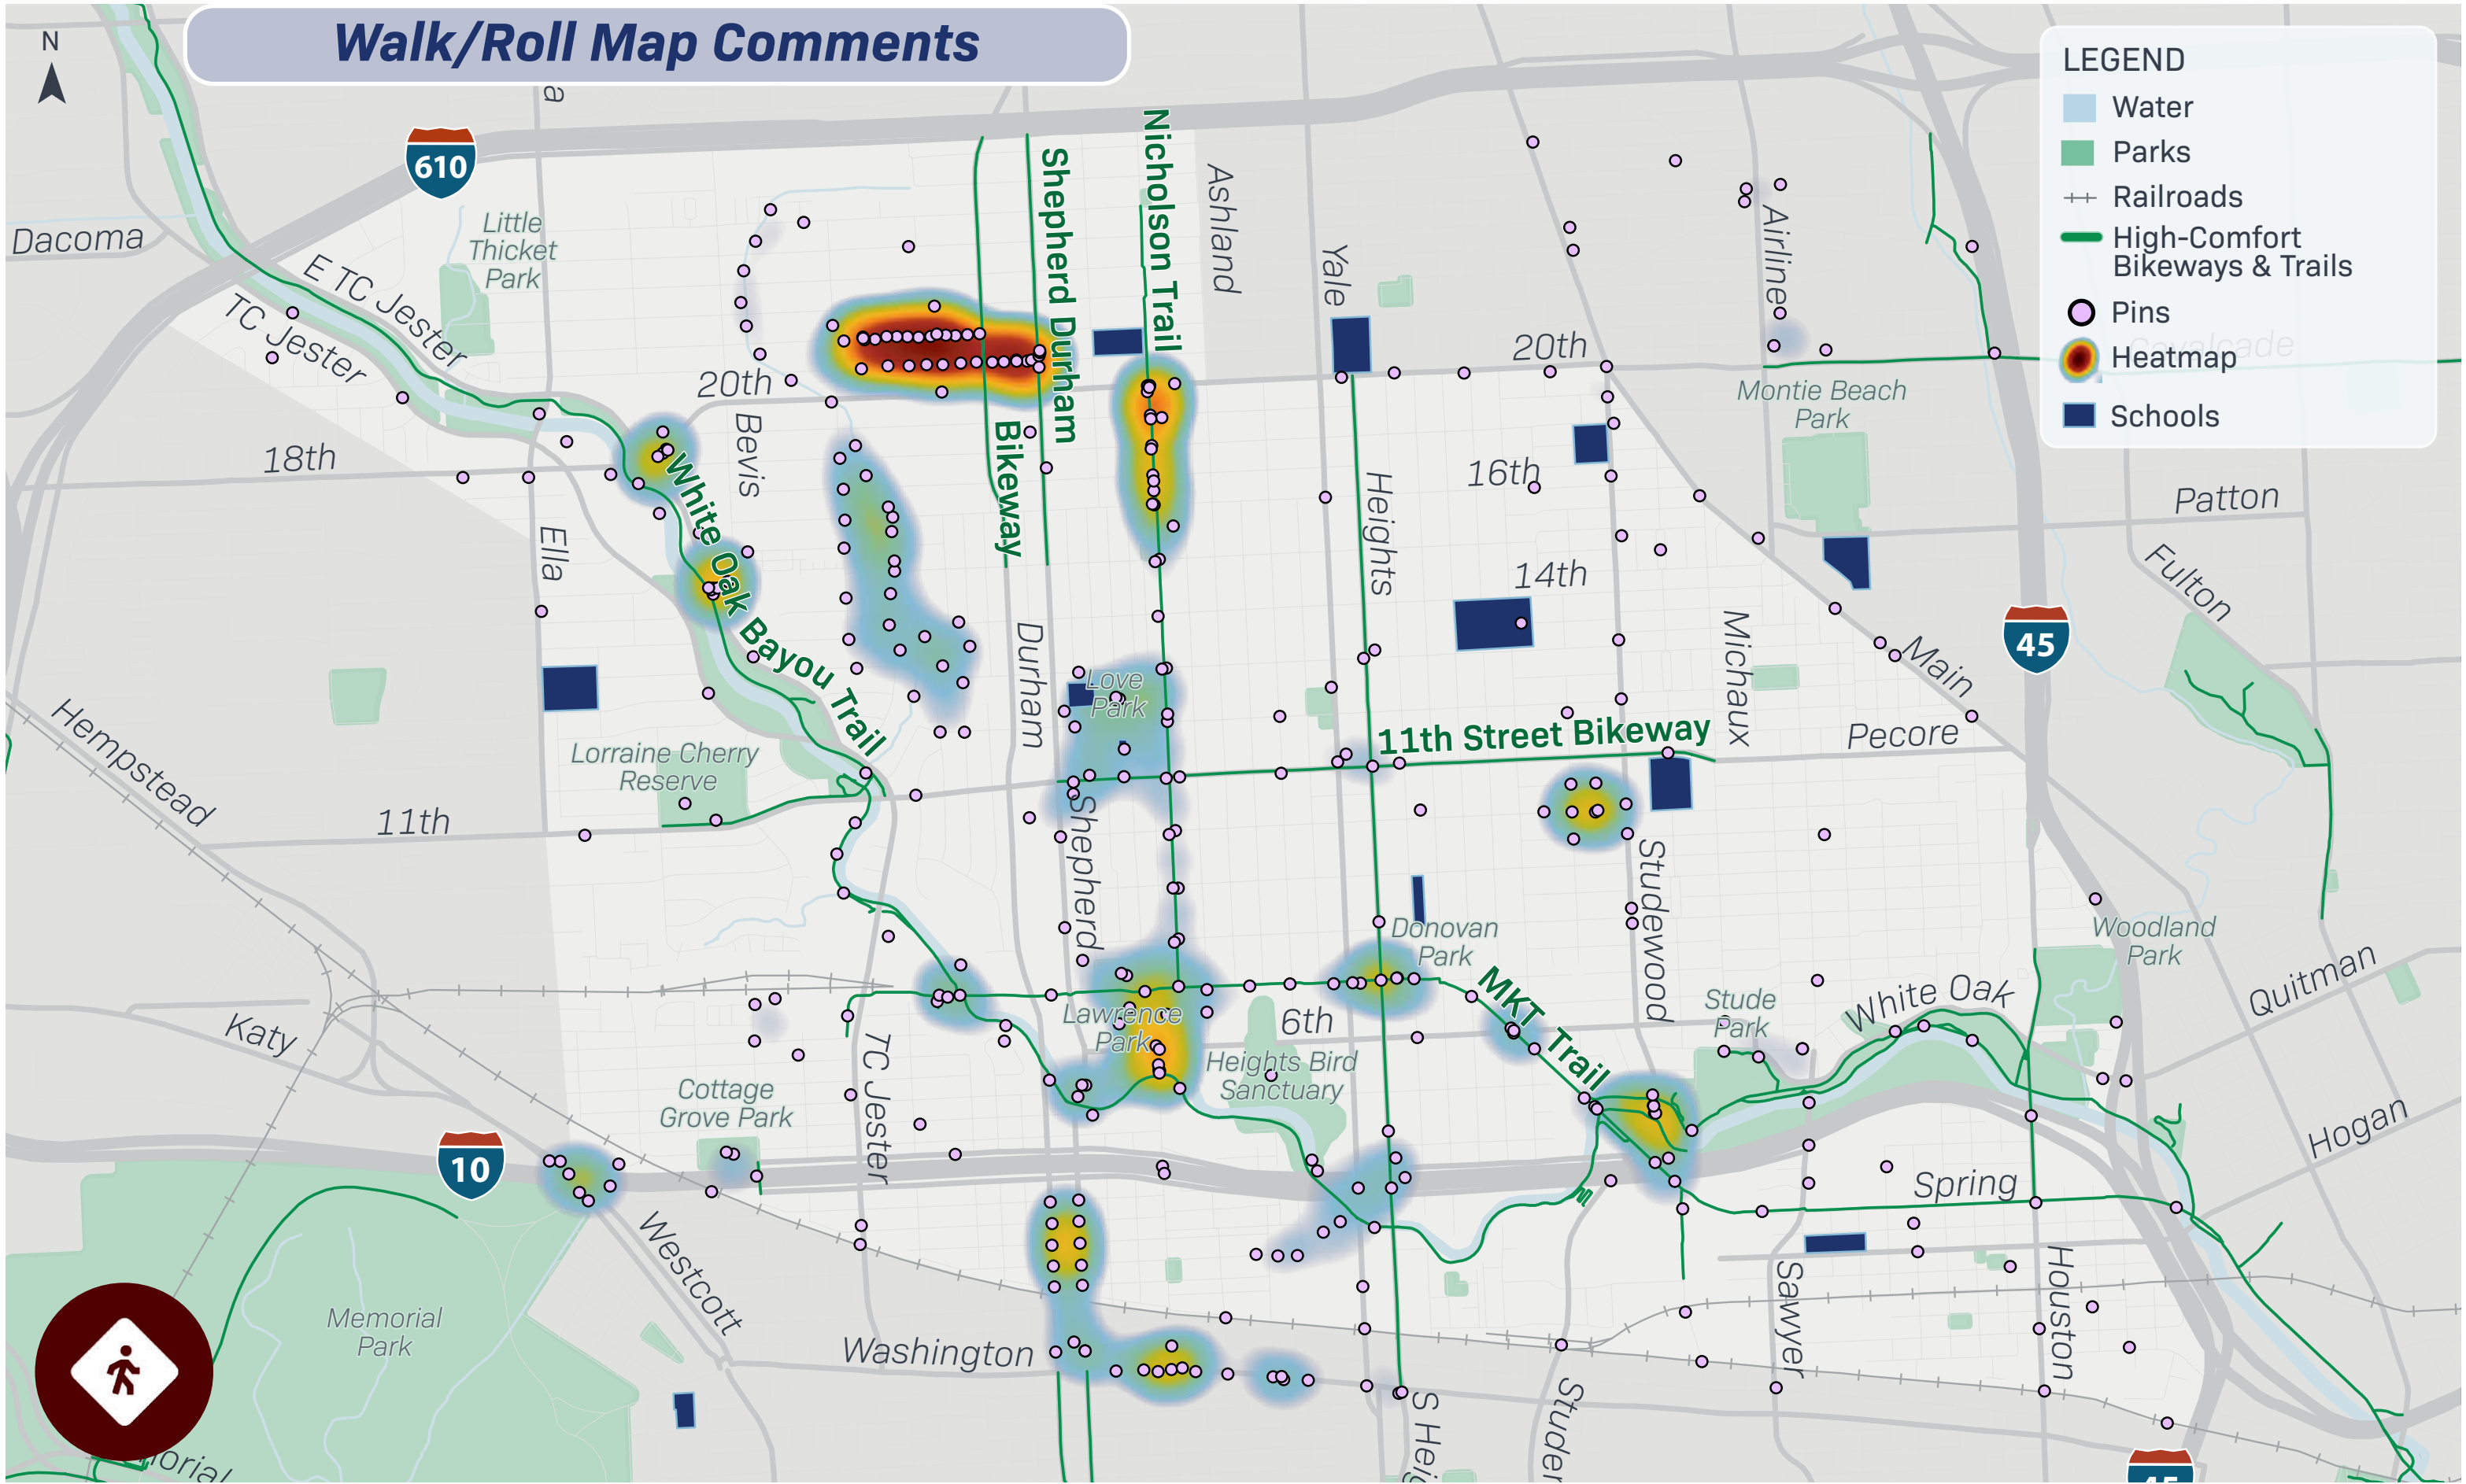 Walk/Roll Map Comments
N
LEGEND
Water
Parks
Railroads
High-Comfort
Bikeways & Trails
Pins
Heatmap
Schools
610
Dacoma
E TC Jester
TC Jester
Little
Thicket
Park
Shepherd Durham
Bikeway
Nicholson Trail
Ashland
Yale
Airline
20th
20th
Cavalcade
Montie Beach
Park
18th
Bevis
White Oak Bayou Trail
Heights
16th
Patton
Ella
14th
Fulton
45
Durham
Michaux
Main
Love
Park
11th Street Bikeway
Pecore
Hempstead
Lorraine Cherry
Reserve
11th
Shepherd
Studewood
Donovan
Park
Woodland
Park
MKT Trail
Stude
Park
White Oak
Quitman
Katy
Lawrence
Park
6th
Heights Bird
Sanctuary
TC Jester
Cottage
Grove Park
Hogan
10
Spring
Westcott
Memorial
Park
Washington
Sawyer
Houston
S Heig
Studer
45